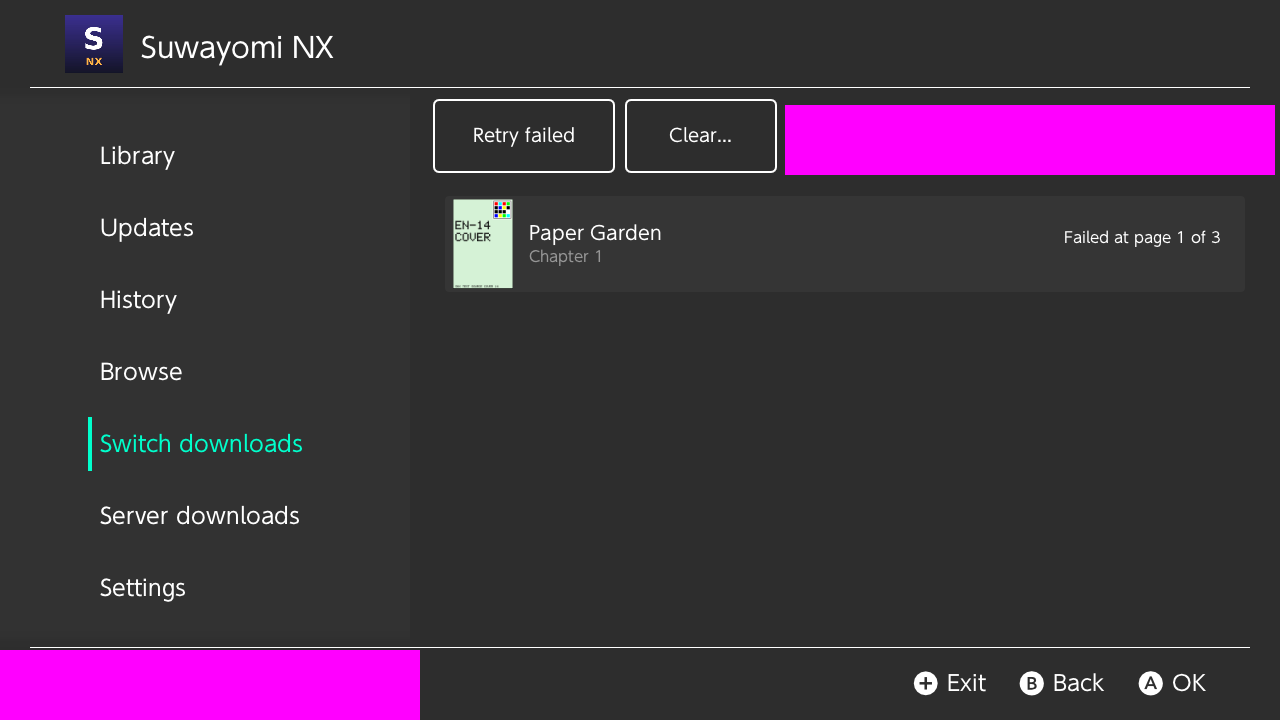 S
NX
Suwayomi NX
Library
Updates
History
Browse
Switch downloads
Server downloads
Settings
Retry failed
Clear...
EN-14
COVER
Paper Garden
Chapter 1
Failed at page 1 of 3
+ Exit
B Back
A OK